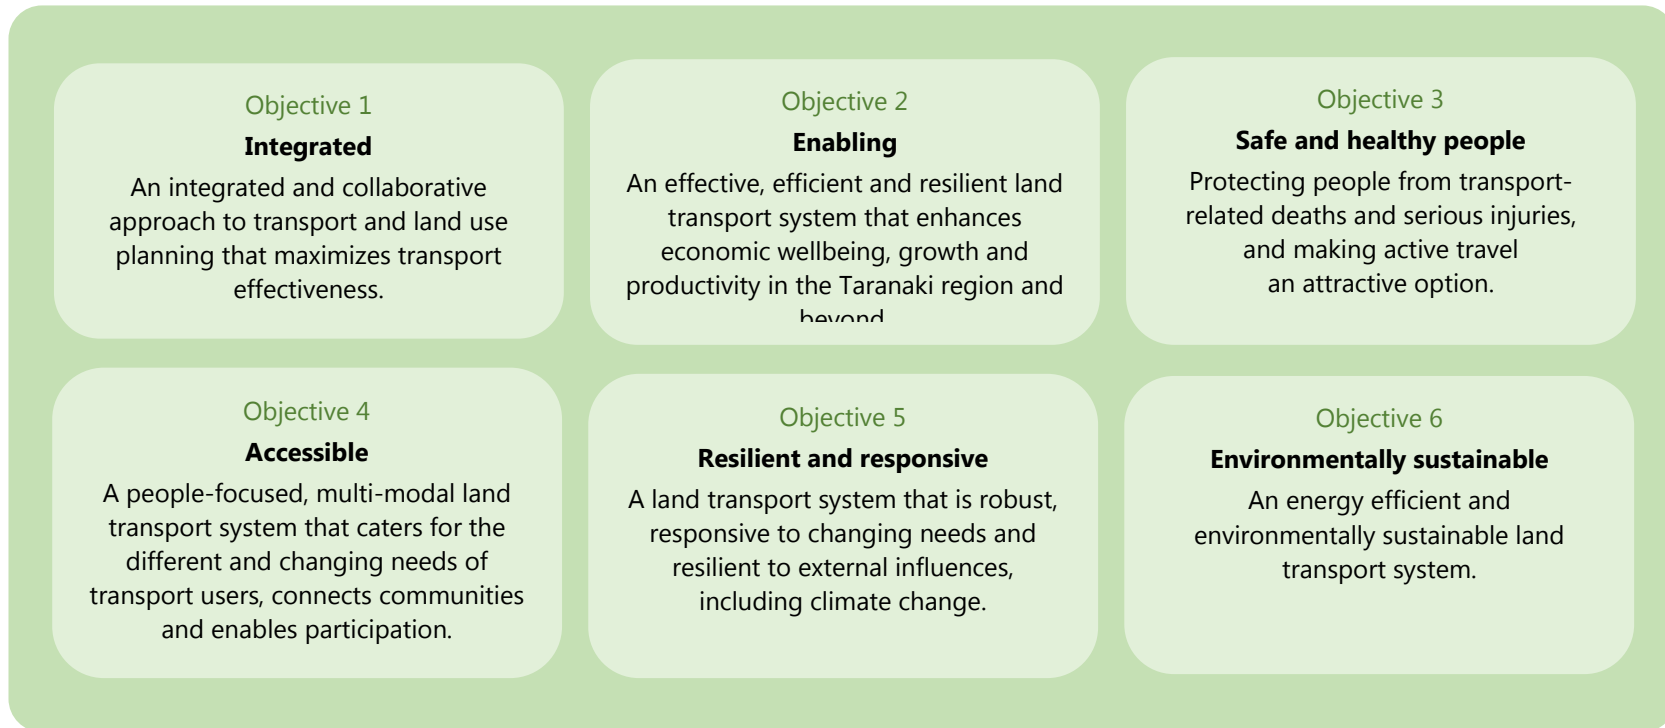 Objective 1
Integrated
An integrated and collaborative
approach to transport and land use
planning that maximizes transport
effectiveness.
Objective 2
Enabling
An effective, efficient and resilient land
transport system that enhances
economic wellbeing, growth and
productivity in the Taranaki region and
beyond
Objective 3
Safe and healthy people
Protecting people from transport-
related deaths and serious injuries,
and making active travel
an attractive option.
Objective 4
Accessible
A people-focused, multi-modal land
transport system that caters for the
different and changing needs of
transport users, connects communities
and enables participation.
Objective 5
Resilient and responsive
A land transport system that is robust,
responsive to changing needs and
resilient to external influences,
including climate change.
Objective 6
Environmentally sustainable
An energy efficient and
environmentally sustainable land
transport system.